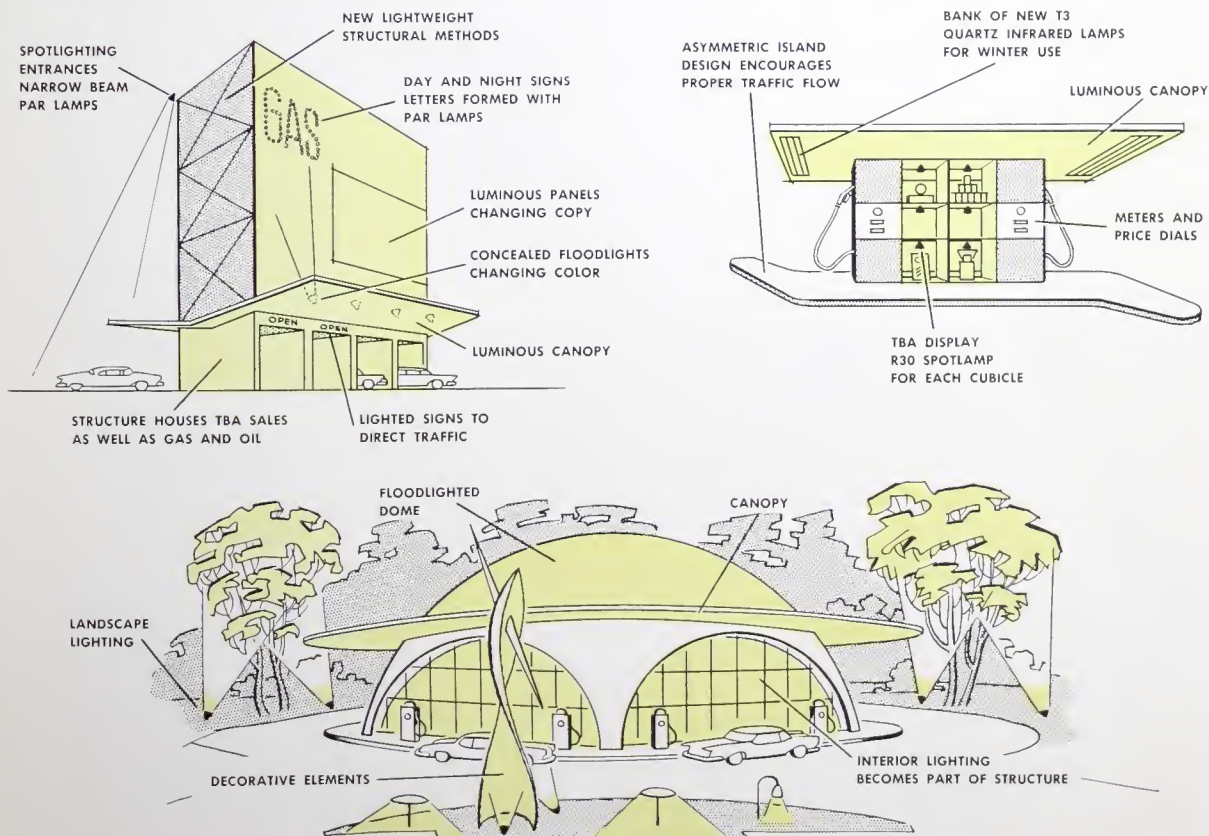 SPOTLIGHTING
ENTRANCES
NARROW BEAM
PAR LAMPS
NEW LIGHTWEIGHT
STRUCTURAL METHODS
DAY AND NIGHT SIGNS
LETTERS FORMED WITH
PAR LAMPS
GAS
LUMINOUS PANELS
CHANGING COPY
CONCEALED FLOODLIGHTS
CHANGING COLOR
OPEN OPEN
LUMINOUS CANOPY
STRUCTURE HOUSES TBA SALES
AS WELL AS GAS AND OIL
LIGHTED SIGNS TO
DIRECT TRAFFIC
ASYMMETRIC ISLAND
DESIGN ENCOURAGES
PROPER TRAFFIC FLOW
BANK OF NEW T3
QUARTZ INFRARED LAMPS
FOR WINTER USE
LUMINOUS CANOPY
METERS AND
PRICE DIALS
TBA DISPLAY
R30 SPOTLAMP
FOR EACH CUBICLE
FLOODLIGHTED
DOME
CANOPY
LANDSCAPE
LIGHTING
DECORATIVE ELEMENTS
INTERIOR LIGHTING
BECOMES PART OF STRUCTURE